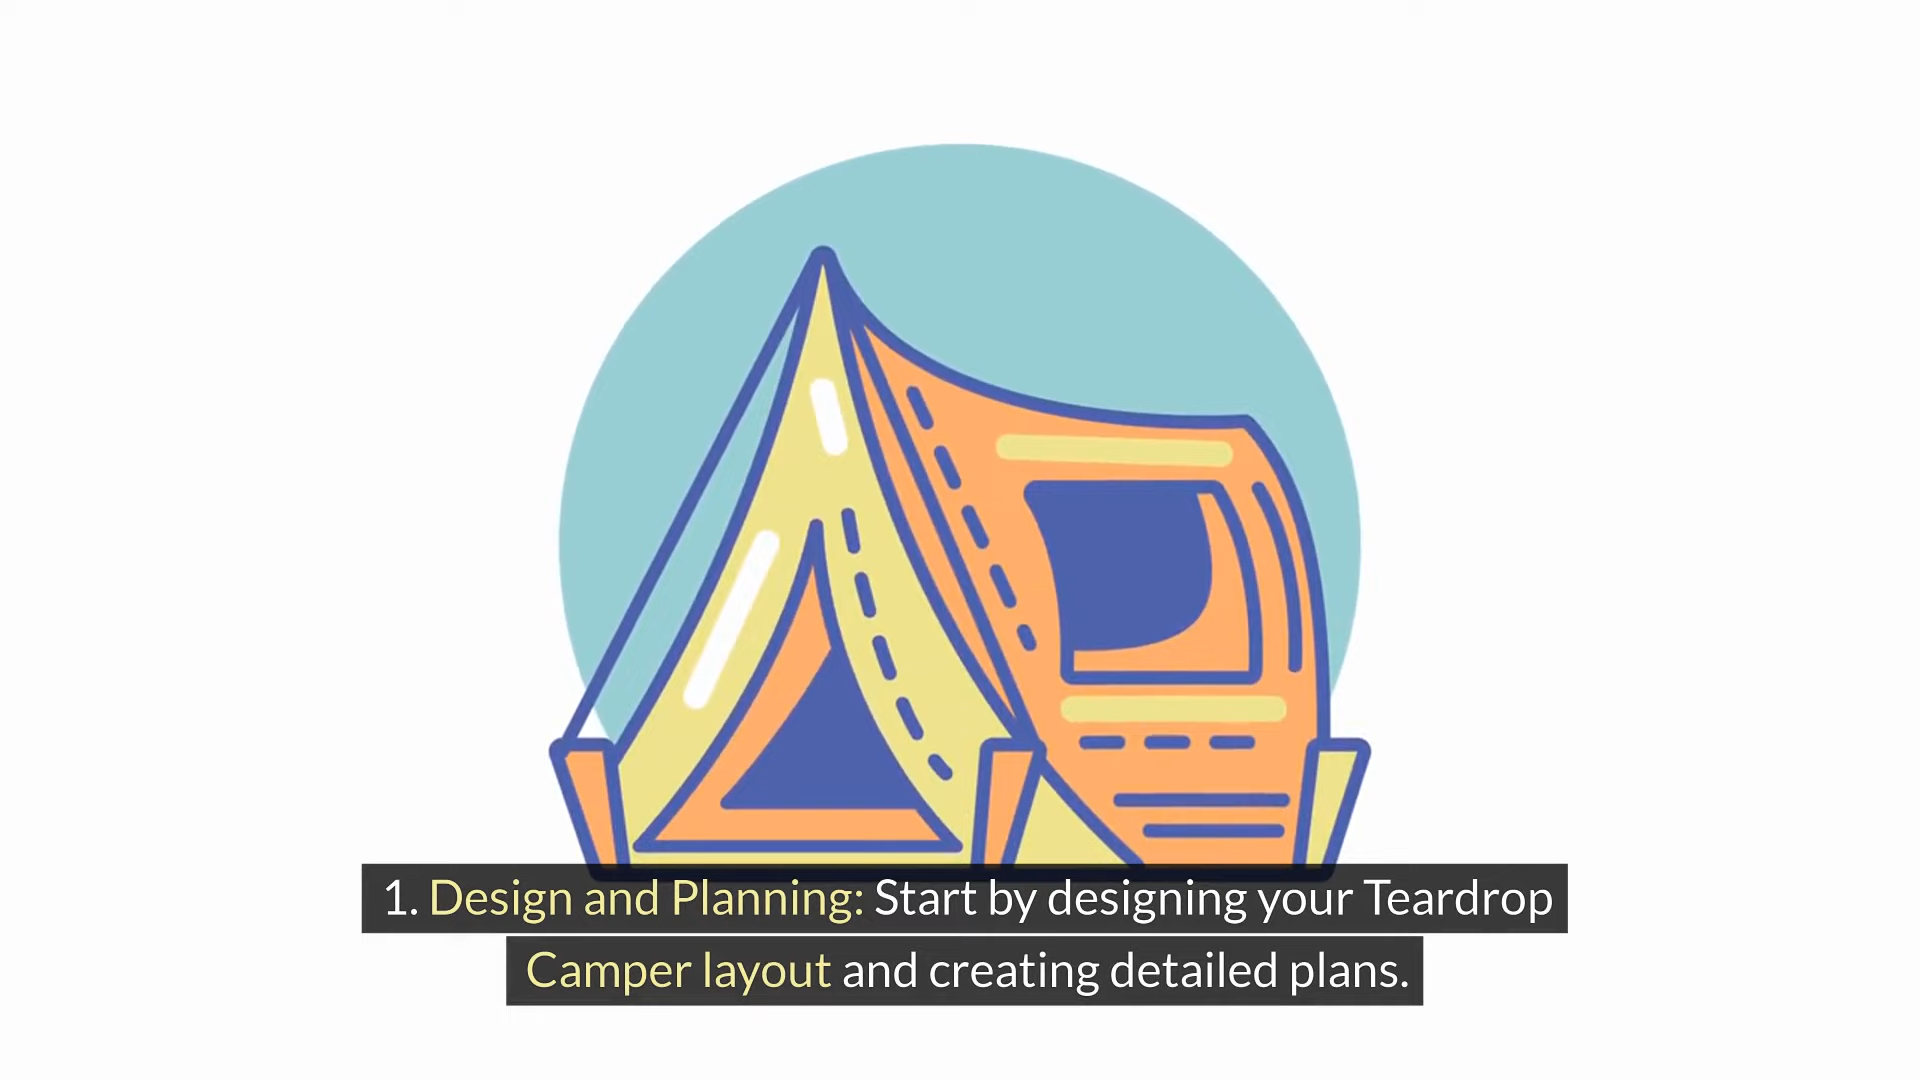 1. Design and Planning: Start by designing your Teardrop
Camper layout and creating detailed plans.